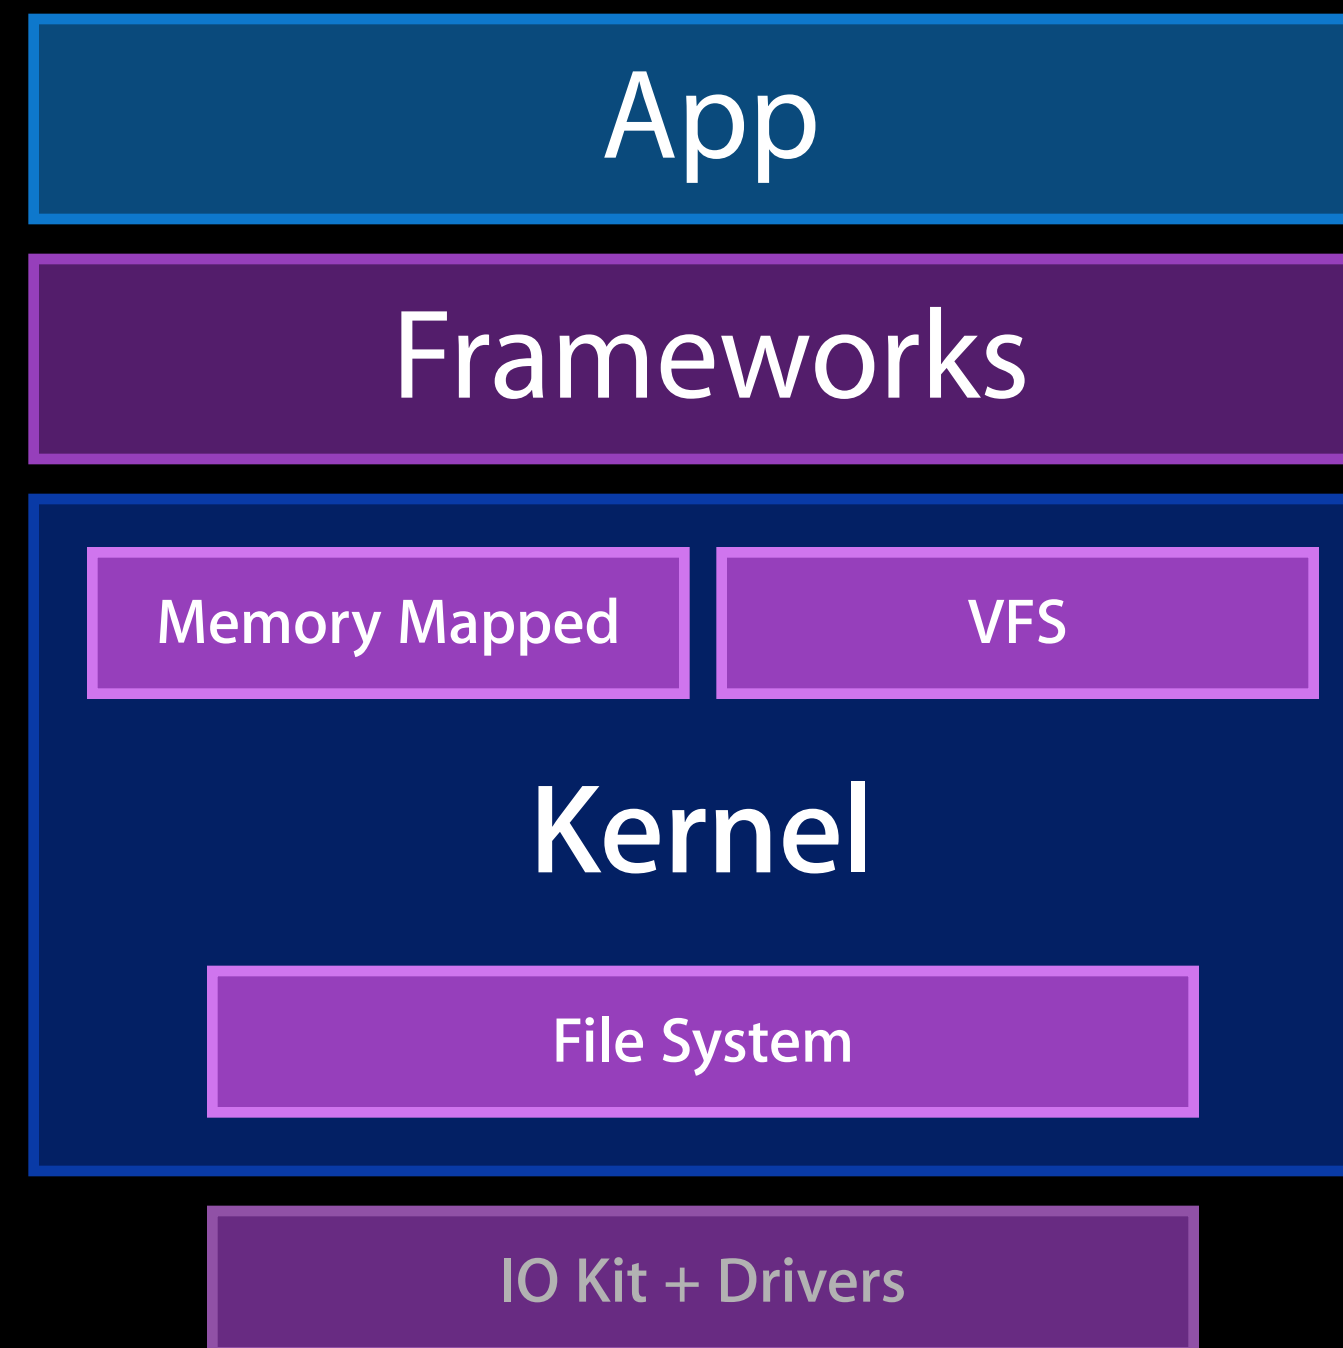 App
Frameworks
Memory Mapped
VFS
Kernel
File System
IO Kit + Drivers